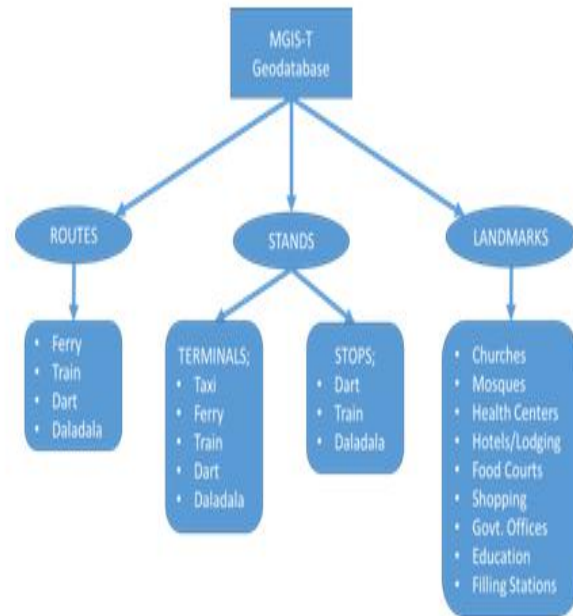 MGIS-T
Geodatabase
ROUTES
STANDS
LANDMARKS
• Ferry
• Train
• Dart
• Daladala
TERMINALS;
• Taxi
• Ferry
• Train
• Dart
• Daladala
STOPS;
• Dart
• Train
• Daladala
• Churches
• Mosques
• Health Centers
• Hotels/Lodging
• Food Courts
• Shopping
• Govt. Offices
• Education
• Filling Stations